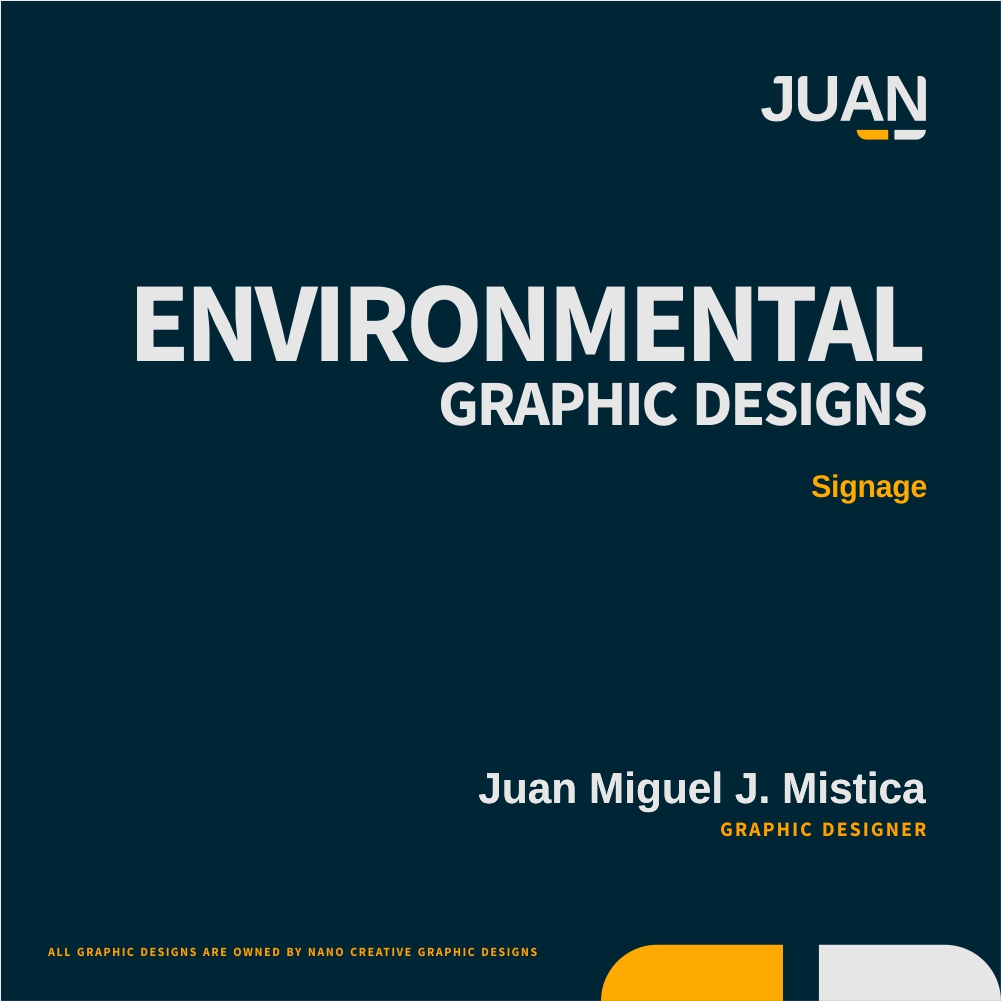 JUAN
ENVIRONMENTAL
GRAPHIC DESIGNS
Signage
Juan Miguel J. Mistica
GRAPHIC DESIGNER
ALL GRAPHIC DESIGNS ARE OWNED BY NANO CREATIVE GRAPHIC DESIGNS